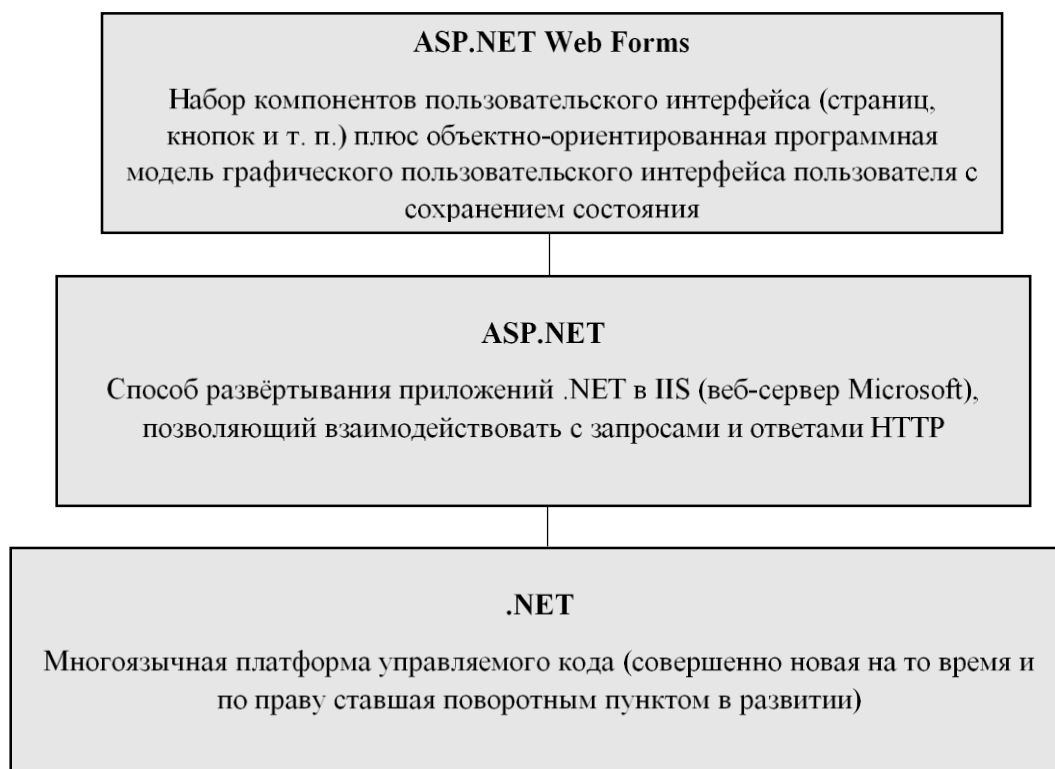 ASP.NET Web Forms
Набор компонентов пользовательского интерфейса (страниц,
кнопок и т. п.) плюс объектно-ориентированная программная
модель графического пользовательского интерфейса пользователя с
сохранением состояния
ASP.NET
Способ развёртывания приложений .NET в IIS (веб-сервер Microsoft),
позволяющий взаимодействовать с запросами и ответами HTTP
.NET
Многоязычная платформа управляемого кода (совершенно новая на то время и
по праву ставшая поворотным пунктом в развитии)